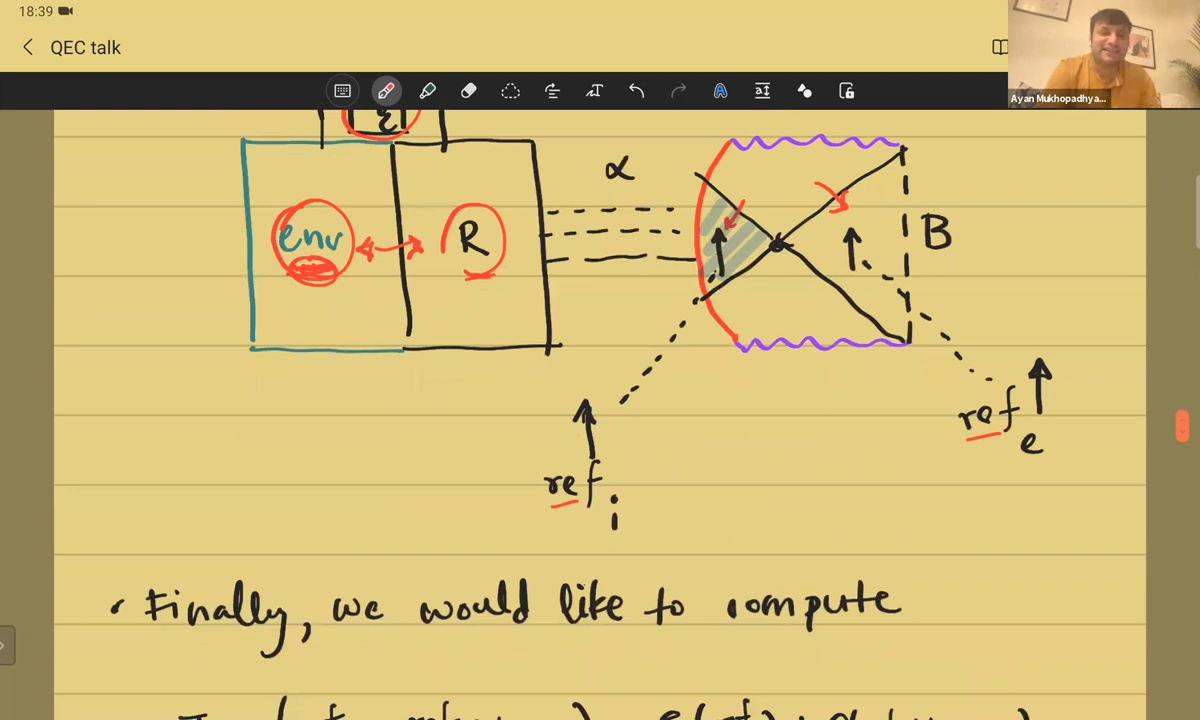 18:39
QEC talk
Ayan Mukhopadhya...
α
env
R
B
ref e
ref i
• Finally, we would like to compute